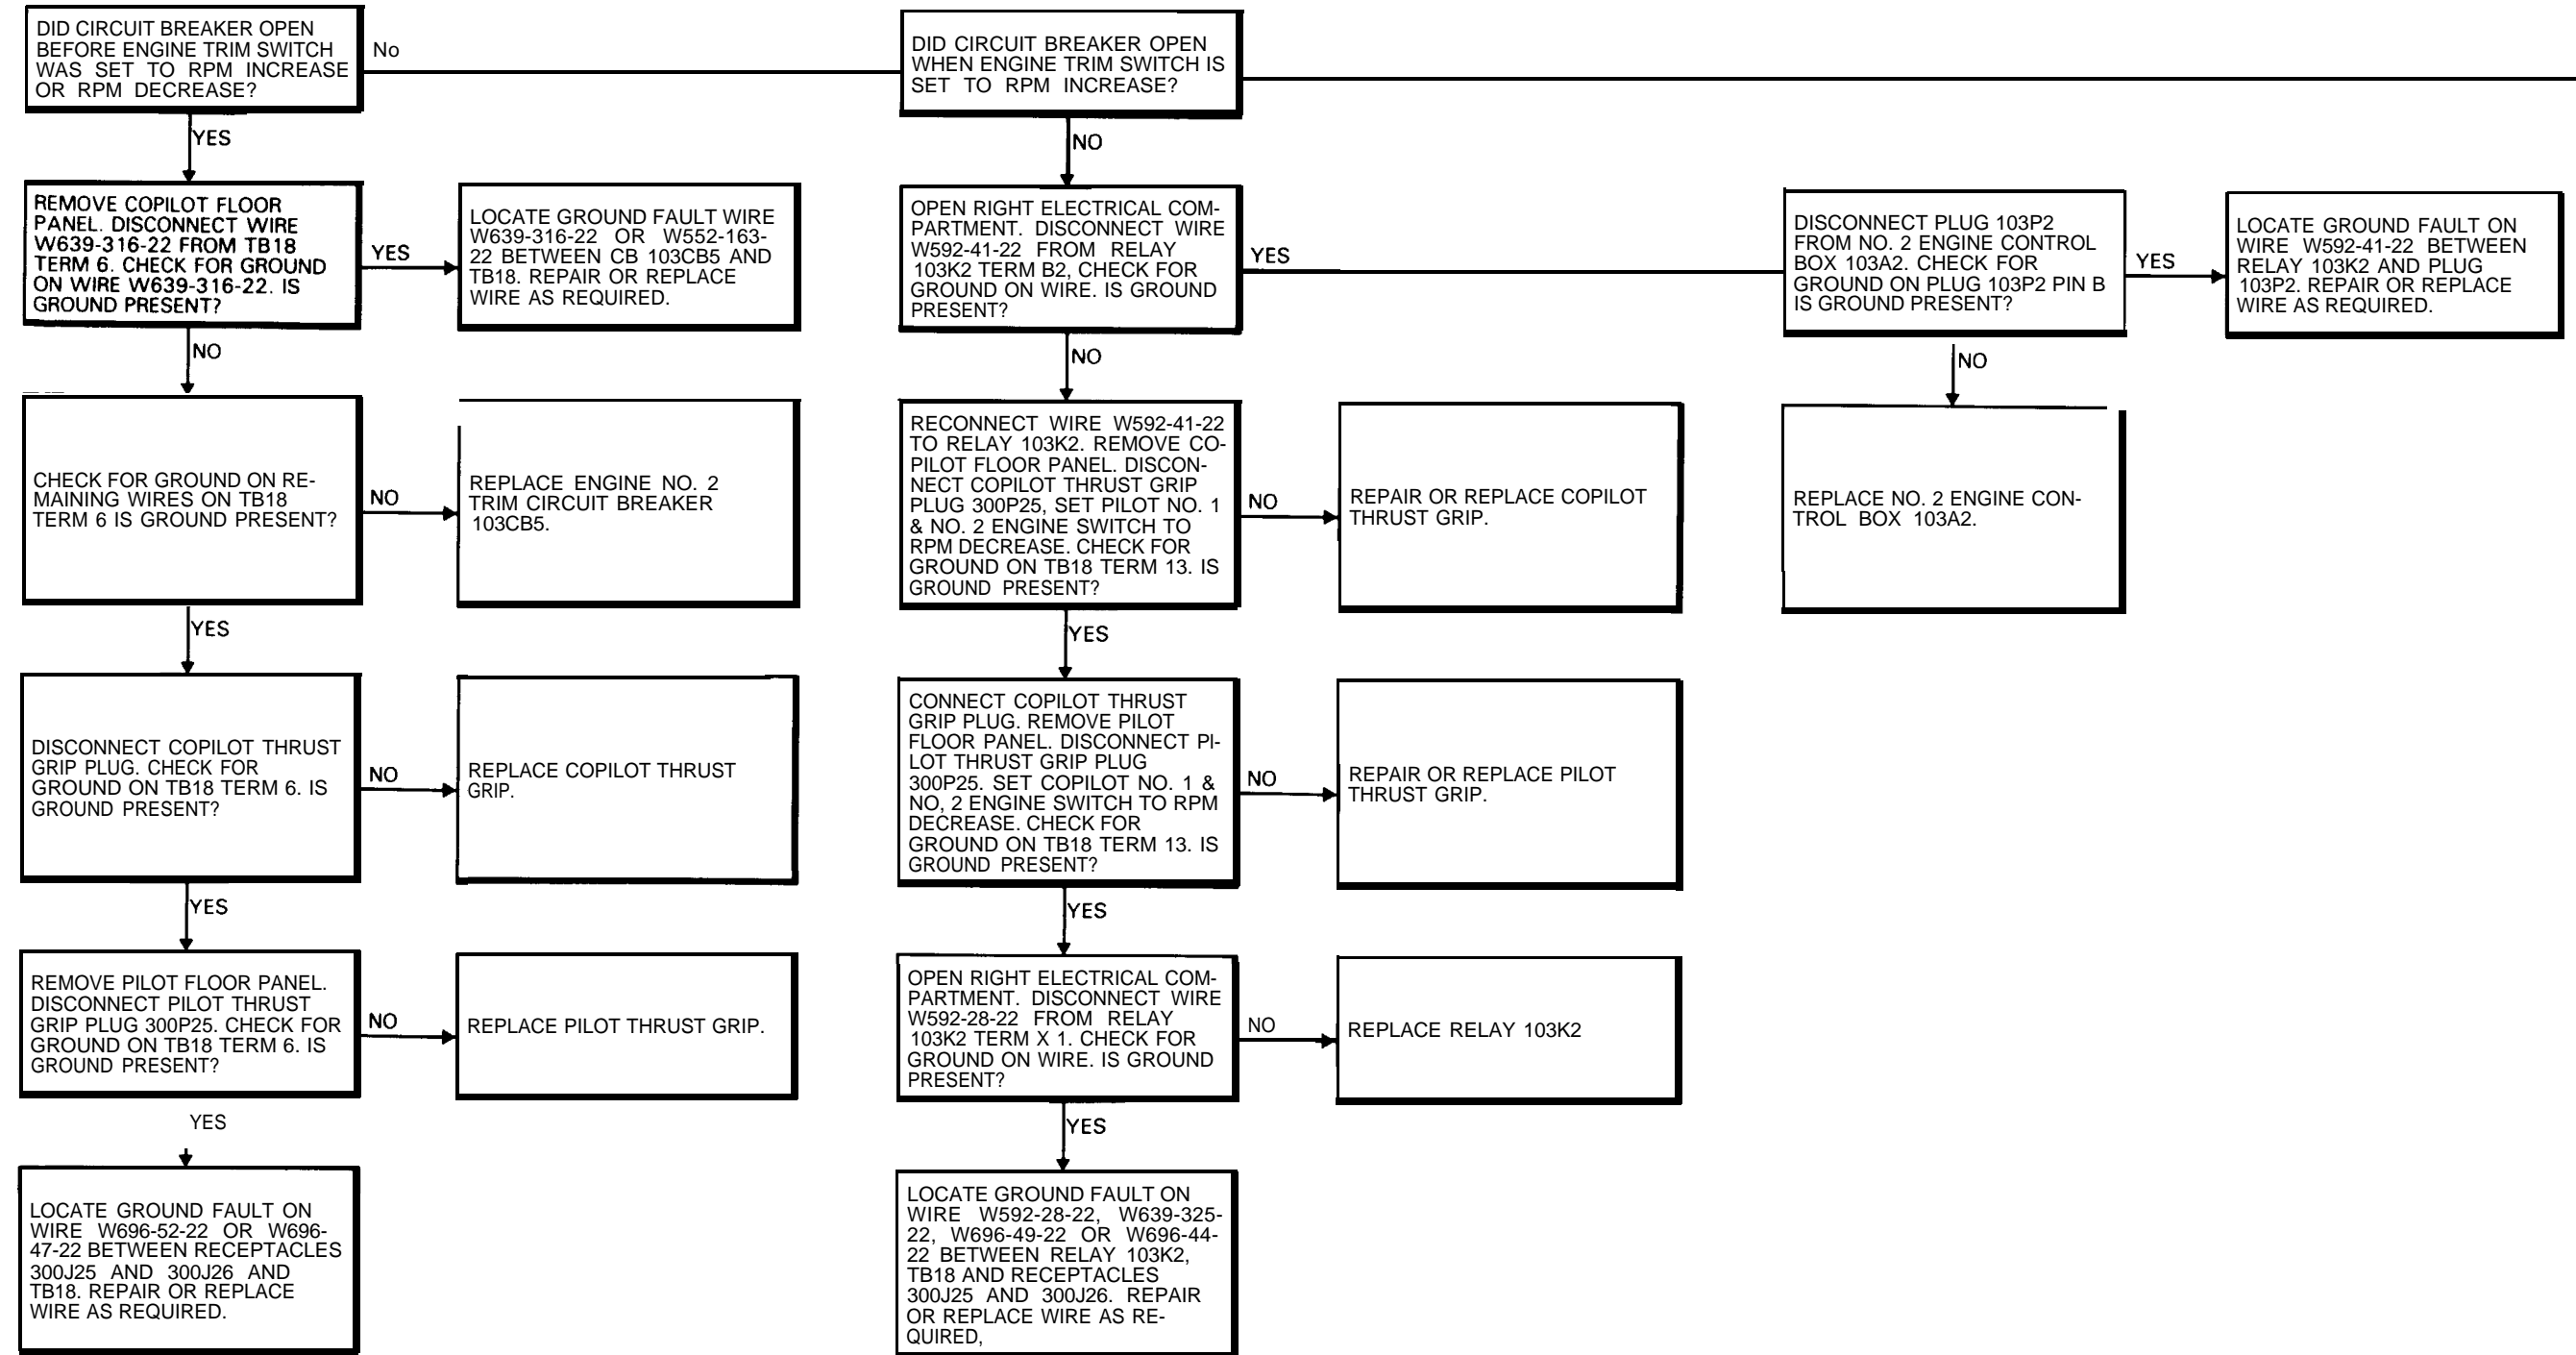 DID CIRCUIT BREAKER OPEN
BEFORE ENGINE TRIM SWITCH
WAS SET TO RPM INCREASE
OR RPM DECREASE?
No
YES
REMOVE COPILOT FLOOR
PANEL. DISCONNECT WIRE
W639-316-22 FROM TB18
TERM 6. CHECK FOR GROUND
ON WIRE W639-316-22. IS
GROUND PRESENT?
YES
LOCATE GROUND FAULT WIRE
W639-316-22 OR W552-163-
22 BETWEEN CB 103CB5 AND
TB18. REPAIR OR REPLACE
WIRE AS REQUIRED.
NO
CHECK FOR GROUND ON RE-
MAINING WIRES ON TB18
TERM 6 IS GROUND PRESENT?
NO
REPLACE ENGINE NO. 2
TRIM CIRCUIT BREAKER
103CB5.
YES
DISCONNECT COPILOT THRUST
GRIP PLUG. CHECK FOR
GROUND ON TB18 TERM 6. IS
GROUND PRESENT?
NO
REPLACE COPILOT THRUST
GRIP.
YES
REMOVE PILOT FLOOR PANEL.
DISCONNECT PILOT THRUST
GRIP PLUG 300P25. CHECK FOR
GROUND ON TB18 TERM 6. IS
GROUND PRESENT?
NO
REPLACE PILOT THRUST GRIP.
YES
LOCATE GROUND FAULT ON
WIRE W696-52-22 OR W696-
47-22 BETWEEN RECEPTACLES
300J25 AND 300J26 AND
TB18. REPAIR OR REPLACE
WIRE AS REQUIRED.
DID CIRCUIT BREAKER OPEN
WHEN ENGINE TRIM SWITCH IS
SET TO RPM INCREASE?
NO
OPEN RIGHT ELECTRICAL COM-
PARTMENT. DISCONNECT WIRE
W592-41-22 FROM RELAY
103K2 TERM B2, CHECK FOR
GROUND ON WIRE. IS GROUND
PRESENT?
YES
DISCONNECT PLUG 103P2
FROM NO. 2 ENGINE CONTROL
BOX 103A2. CHECK FOR
GROUND ON PLUG 103P2 PIN B
IS GROUND PRESENT?
YES
LOCATE GROUND FAULT ON
WIRE W592-41-22 BETWEEN
RELAY 103K2 AND PLUG
103P2. REPAIR OR REPLACE
WIRE AS REQUIRED.
NO
REPLACE NO. 2 ENGINE CON-
TROL BOX 103A2.
NO
RECONNECT WIRE W592-41-22
TO RELAY 103K2. REMOVE CO-
PILOT FLOOR PANEL. DISCON-
NECT COPILOT THRUST GRIP
PLUG 300P25, SET PILOT NO. 1
& NO. 2 ENGINE SWITCH TO
RPM DECREASE. CHECK FOR
GROUND ON TB18 TERM 13. IS
GROUND PRESENT?
NO
REPAIR OR REPLACE COPILOT
THRUST GRIP.
YES
CONNECT COPILOT THRUST
GRIP PLUG. REMOVE PILOT
FLOOR PANEL. DISCONNECT PI-
LOT THRUST GRIP PLUG
300P25. SET COPILOT NO. 1 &
NO, 2 ENGINE SWITCH TO RPM
DECREASE. CHECK FOR
GROUND ON TB18 TERM 13. IS
GROUND PRESENT?
NO
REPAIR OR REPLACE PILOT
THRUST GRIP.
YES
OPEN RIGHT ELECTRICAL COM-
PARTMENT. DISCONNECT WIRE
W592-28-22 FROM RELAY
103K2 TERM X 1. CHECK FOR
GROUND ON WIRE. IS GROUND
PRESENT?
NO
REPLACE RELAY 103K2
YES
LOCATE GROUND FAULT ON
WIRE W592-28-22, W639-325-
22, W696-49-22 OR W696-44-
22 BETWEEN RELAY 103K2,
TB18 AND RECEPTACLES
300J25 AND 300J26. REPAIR
OR REPLACE WIRE AS RE-
QUIRED,